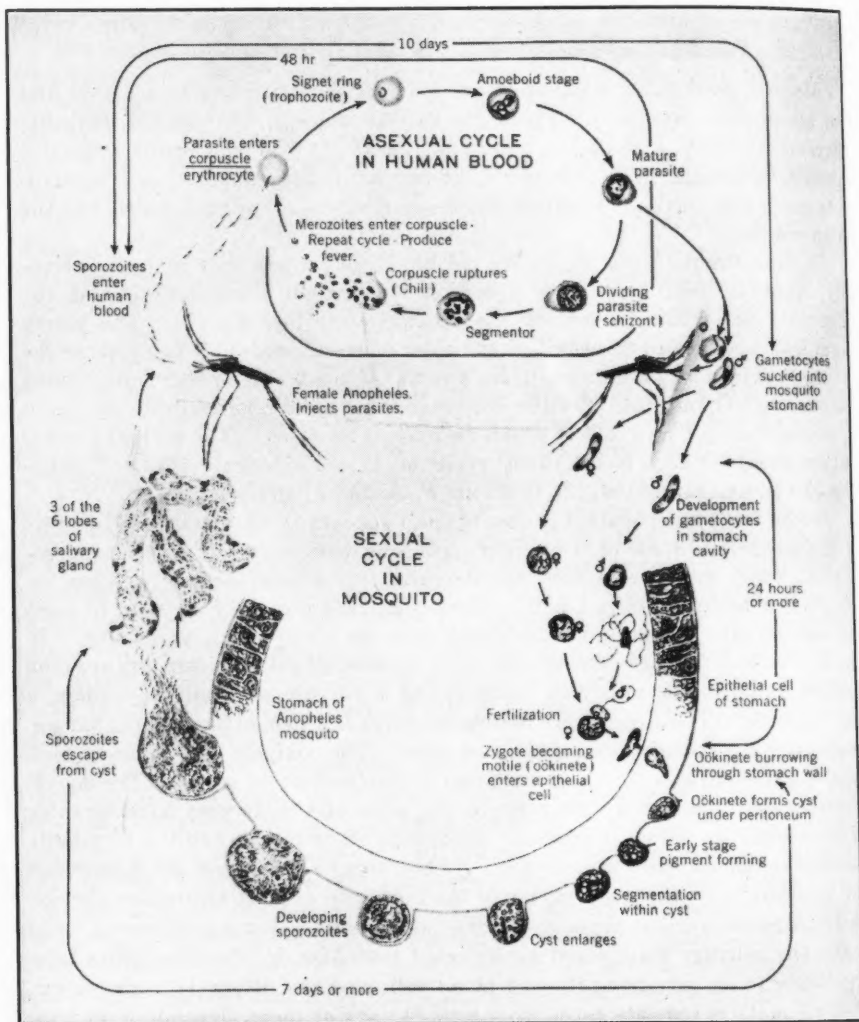 10 days
48 hr
Signet ring
(trophozoite)
Amoeboid stage
Parasite enters
corpuscle
erythrocyte
ASEXUAL CYCLE
IN HUMAN BLOOD
Mature
parasite
Merozoites enter corpuscle·
Repeat cycle · Produce
fever.
Corpuscle ruptures
(Chill)
Segmentor
Dividing
parasite
(schizont)
Sporozoites
enter
human
blood
♀
♂
Gametocytes
sucked into
mosquito
stomach
Female Anopheles.
Injects parasites.
♀
♂
Development
of gametocytes
in stomach
cavity
3 of the
6 lobes
of
salivary
gland
SEXUAL
CYCLE
IN
MOSQUITO
♀
♂
♀
24 hours
or more
Stomach of
Anopheles
mosquito
Epithelial cell
of stomach
Fertilization
♂
♀
Zygote becoming
motile (oökinete)
enters epithelial
cell
Sporozoites
escape
from cyst
Oökinete burrowing
through stomach wall
Oökinete forms cyst
under peritoneum
Early stage
pigment forming
Segmentation
within cyst
Cyst enlarges
Developing
sporozoites
7 days or more